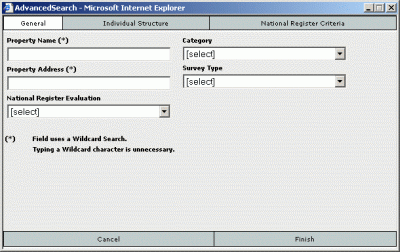 AdvancedSearch - Microsoft Internet Explorer
General Individual Structure National Register Criteria
Property Name (*) Category
[select]
Property Address (*) Survey Type
[select]
National Register Evaluation
[select]
(*) Field uses a Wildcard Search.
Typing a Wildcard character is unnecessary.
Cancel Finish